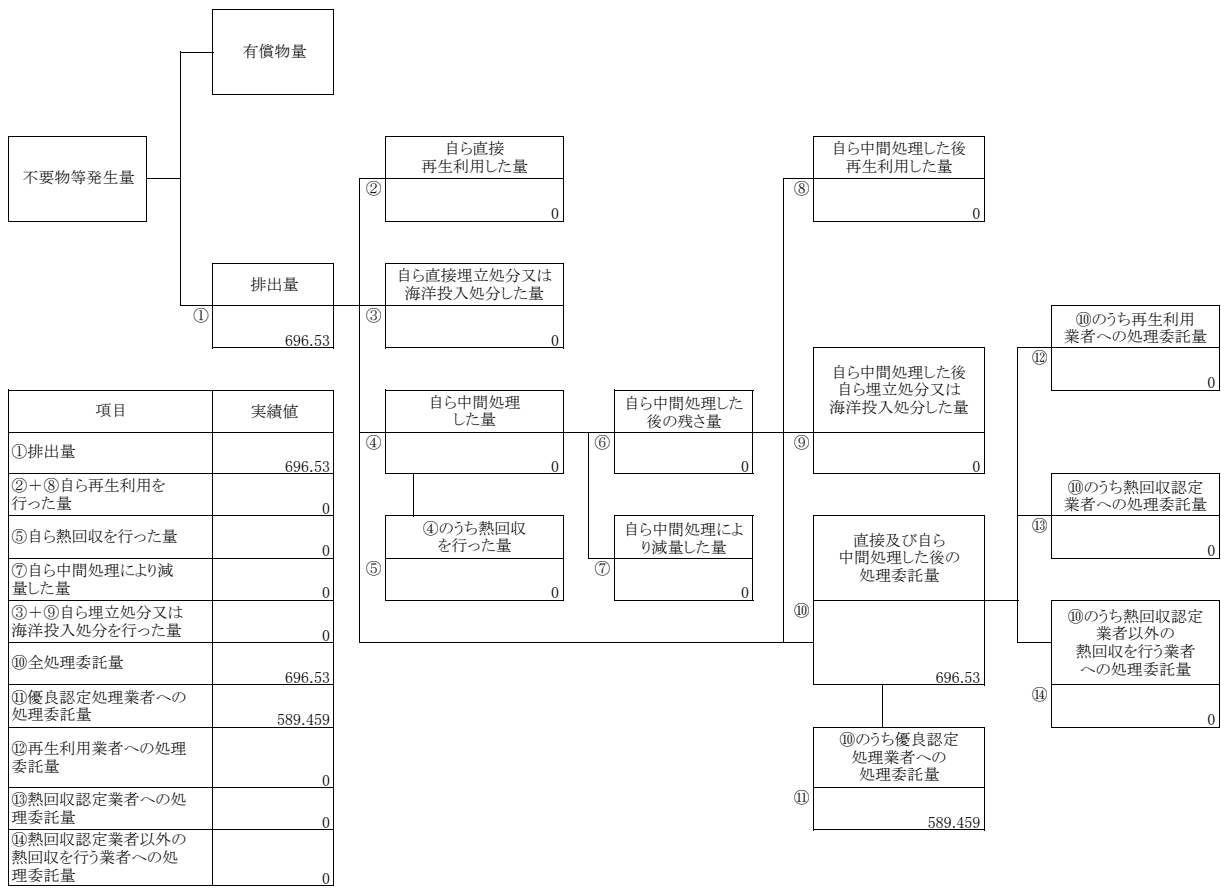 有償物量
不要物等発生量
自ら直接
再生利用した量
②
0
自ら中間処理した後
再生利用した量
⑧
0
排出量
①
696.53
自ら直接埋立処分又は
海洋投入処分した量
③
0
⑩のうち再生利用
業者への処理委託量
⑫
0
自ら中間処理
した量
④
0
自ら中間処理した
後の残さ量
⑥
0
自ら中間処理した後
自ら埋立処分又は
海洋投入処分した量
⑨
0
④のうち熱回収
を行った量
⑤
0
自ら中間処理によ
り減量した量
⑦
0
直接及び自ら
中間処理した後の
処理委託量
⑩
696.53
⑩のうち熱回収認定
業者への処理委託量
⑬
0
⑩のうち熱回収認定
業者以外の
熱回収を行う業者
への処理委託量
⑭
0
⑩のうち優良認定
処理業者への
処理委託量
⑪
589.459
項目 実績値
①排出量
696.53
②+⑧自ら再生利用を
行った量
0
⑤自ら熱回収を行った量
0
⑦自ら中間処理により減
量した量
0
③+⑨自ら埋立処分又は
海洋投入処分を行った量
0
⑩全処理委託量
696.53
⑪優良認定処理業者への
処理委託量
589.459
⑫再生利用業者への処理
委託量
0
⑬熱回収認定業者への処
理委託量
0
⑭熱回収認定業者以外の
熱回収を行う業者への処
理委託量
0